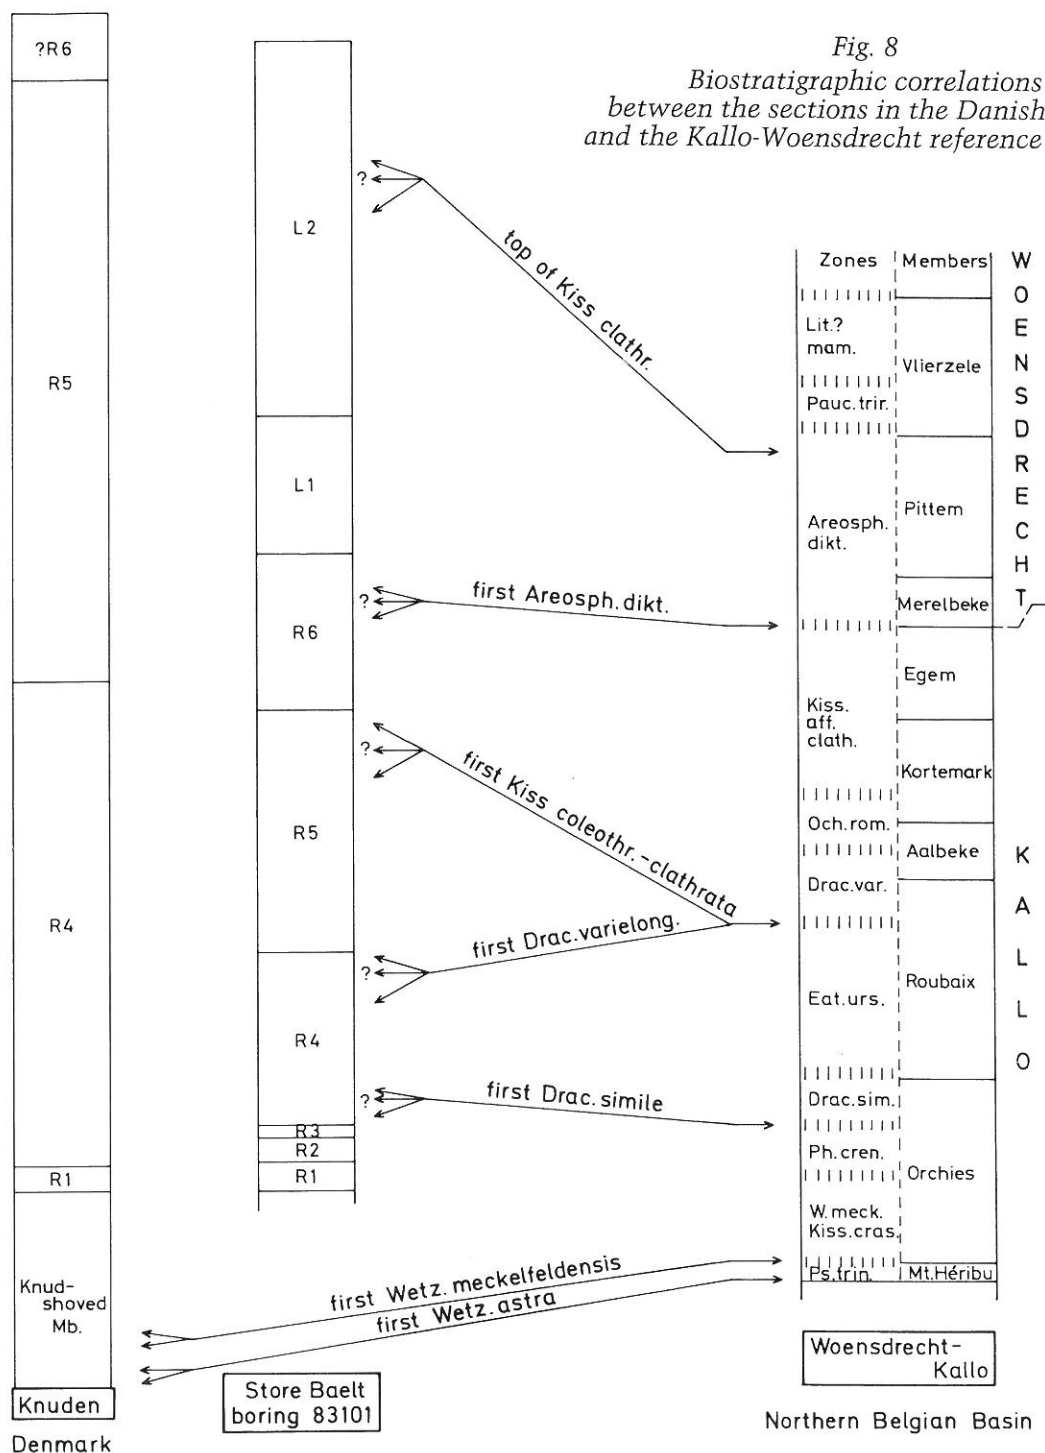 Fig. 8
Biostratigraphic correlations
between the sections in the Danish
and the Kallo-Woensdrecht reference
?R6
R5
R4
R1
Knud-
shoved
Mb.
Knuden
Denmark
L2
L1
R6
R5
R4
R3
R2
R1
Store Baelt
boring 83101
?
top of Kiss clathr.
?
first Areosph. dikt.
?
first Kiss coleothr.-clathrata
?
first Drac.varielong.
?
first Drac. simile
first Wetz. meckelfeldensis
first Wetz. astra
Zones
Lit.?
mam.
Pauc.trir.
Areosph.
dikt.
Kiss.
aff.
clath.
Och.rom.
Drac.var.
Eat.urs.
Drac.sim.
Ph.cren.
W.meck.
Kiss.cras.
Ps.trin.
Members
Vlierzele
Pittem
Merelbeke
Egem
Kortemark
Aalbeke
Roubaix
Orchies
Mt.Héribu
WOENSDRECHT
KALLO
Woensdrecht-
Kallo
Northern Belgian Basin